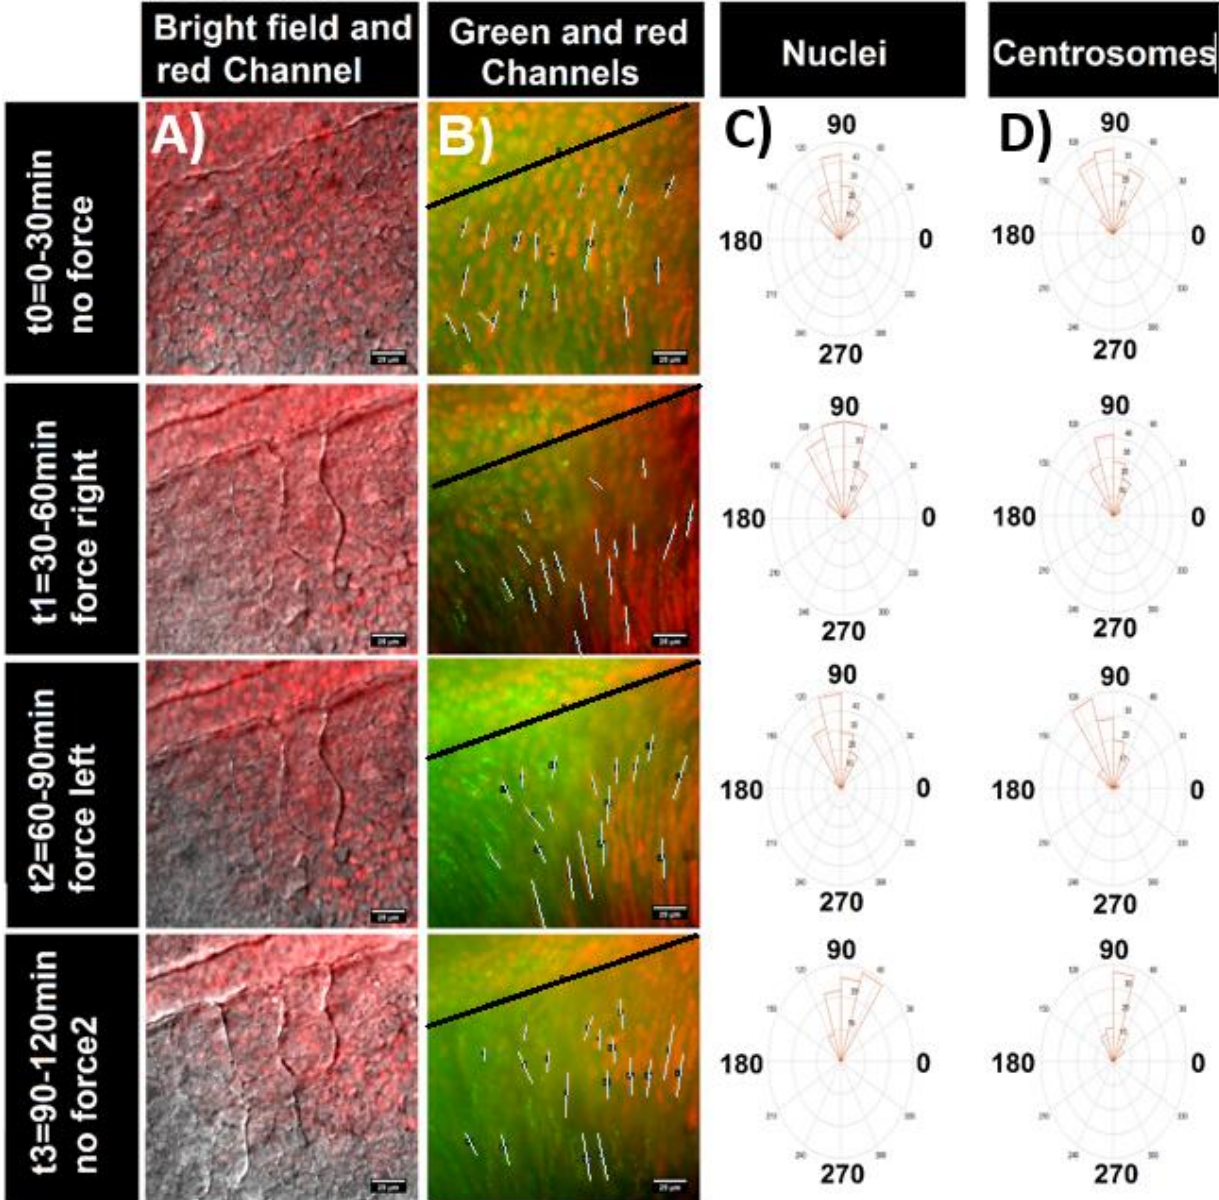 Bright field and
red Channel
Green and red
Channels
Nuclei
Centrosomes
t0=0-30min
no force
A)
B)
C)
D)
90
180
0
270
90
180
0
270
t1=30-60min
force right
90
180
0
270
90
180
0
270
t2=60-90min
force left
90
180
0
270
90
180
0
270
t3=90-120min
no force2
90
180
0
270
90
180
0
270